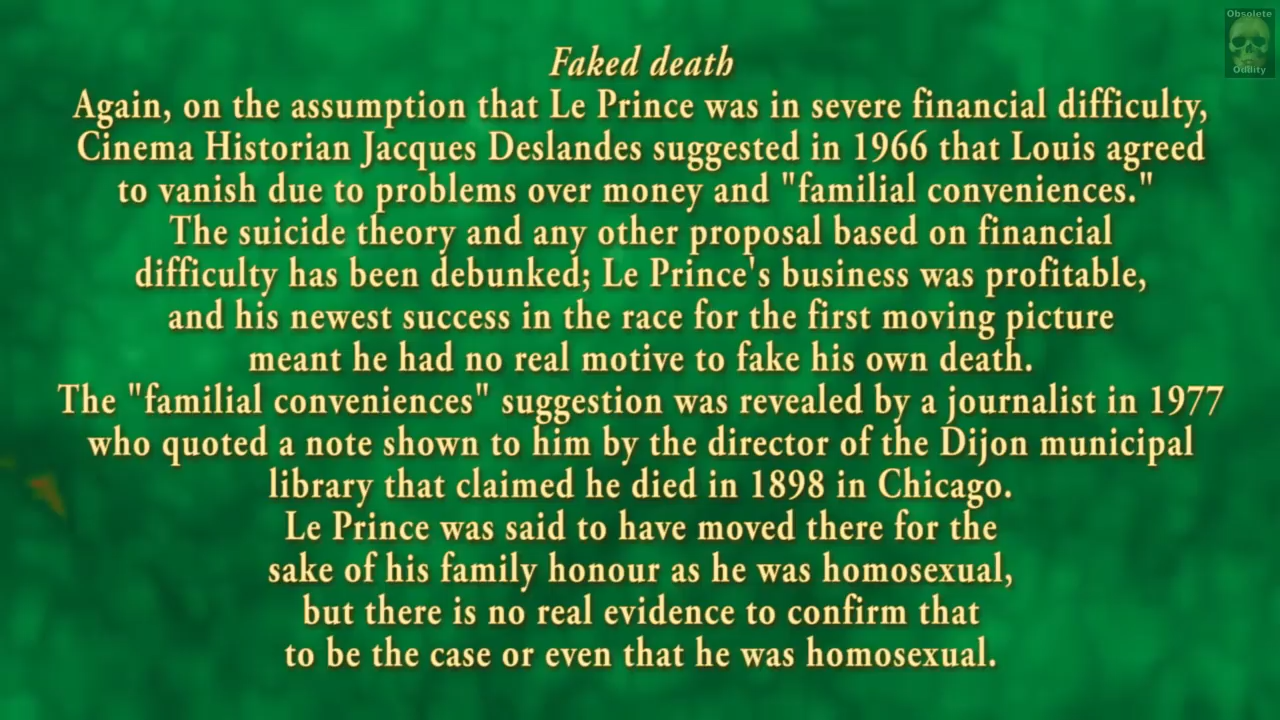 Obsolete
Oddity
Faked death
Again, on the assumption that Le Prince was in severe financial difficulty,
Cinema Historian Jacques Deslandes suggested in 1966 that Louis agreed
to vanish due to problems over money and "familial conveniences."
The suicide theory and any other proposal based on financial
difficulty has been debunked; Le Prince's business was profitable,
and his newest success in the race for the first moving picture
meant he had no real motive to fake his own death.
The "familial conveniences" suggestion was revealed by a journalist in 1977
who quoted a note shown to him by the director of the Dijon municipal
library that claimed he died in 1898 in Chicago.
Le Prince was said to have moved there for the
sake of his family honour as he was homosexual,
but there is no real evidence to confirm that
to be the case or even that he was homosexual.